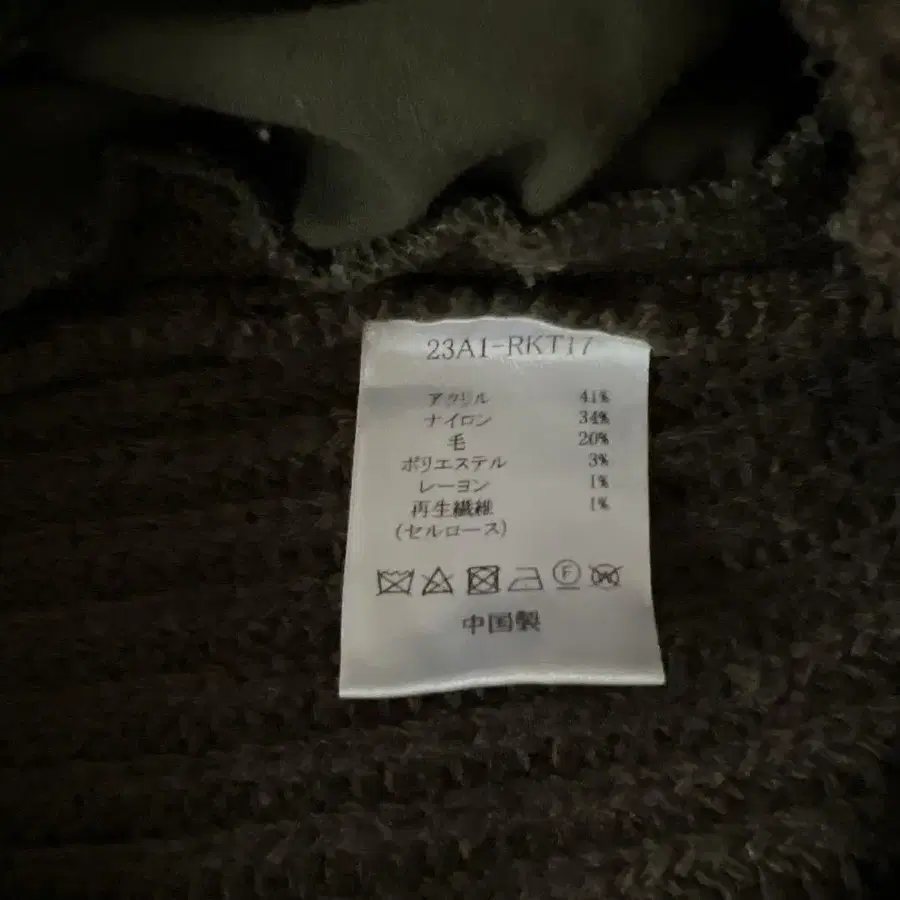 23A1-RKT17
アクリル 41%
ナイロン 34%
毛 20%
ポリエステル 3%
レーヨン 1%
再生繊維 1%
(セルロース)
F W
中国製